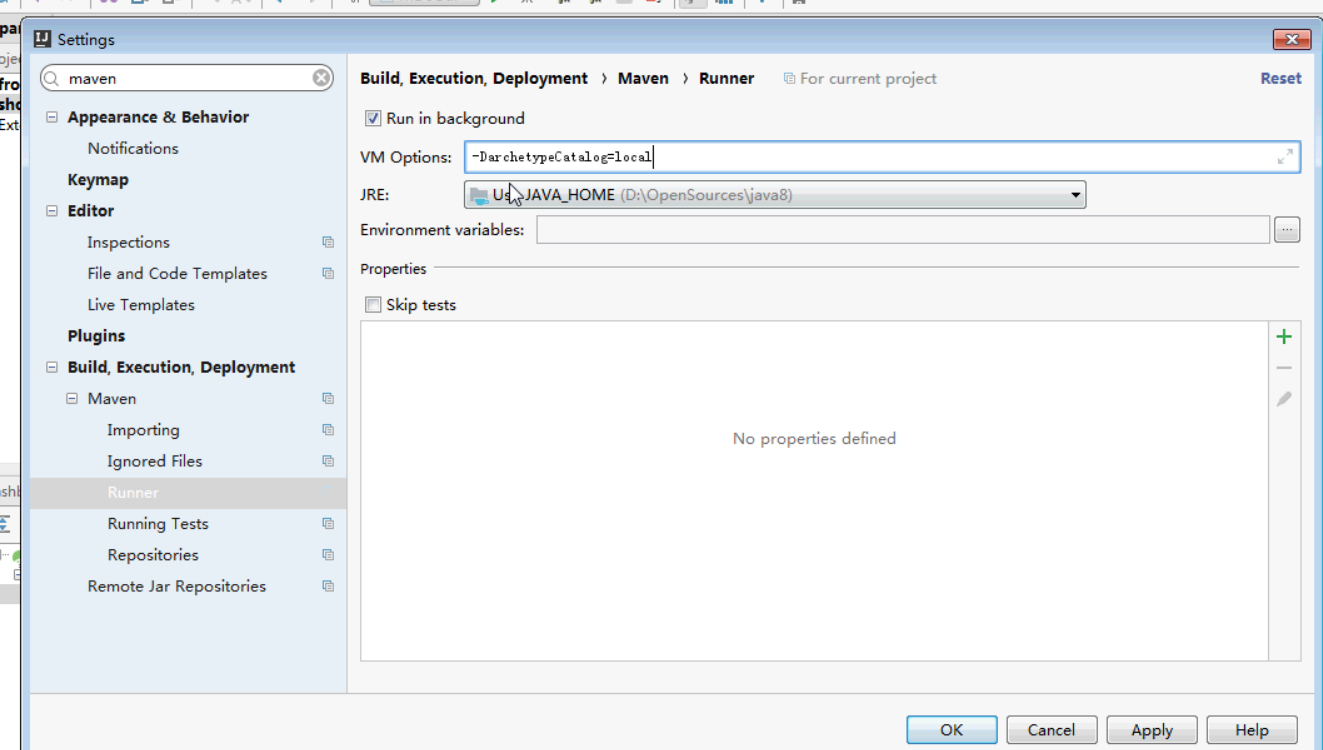 Settings
maven
Build, Execution, Deployment › Maven › Runner For current project Reset
Appearance & Behavior
Notifications
Keymap
Editor
Inspections
File and Code Templates
Live Templates
Plugins
Build, Execution, Deployment
Maven
Importing
Ignored Files
Runner
Running Tests
Repositories
Remote Jar Repositories
Run in background
VM Options: -DarchetypeCatalog=local
JRE: Use JAVA_HOME (D:\OpenSources\java8)
Environment variables:
Properties
Skip tests
No properties defined
OK Cancel Apply Help